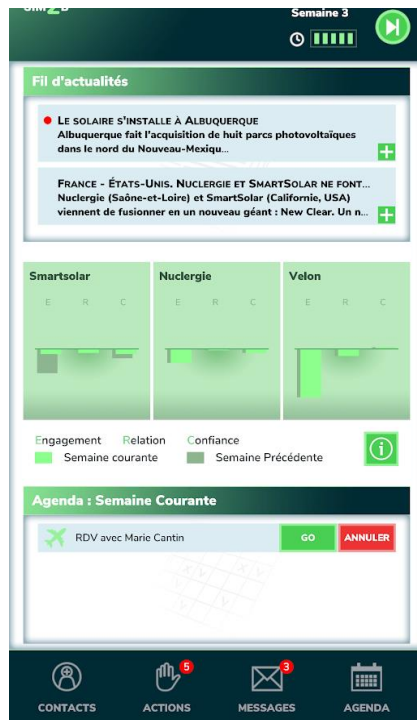 Semaine 3
Fil d'actualités
LE SOLAIRE S'INSTALLE À ALBUQUERQUE
Albuquerque fait l'acquisition de huit parcs photovoltaïques
dans le nord du Nouveau-Mexiqu...
FRANCE - ÉTATS-UNIS. NUCLERGIE ET SMARTSOLAR NE FONT...
Nuclergie (Saône-et-Loire) et SmartSolar (Californie, USA)
viennent de fusionner en un nouveau géant : New Clear. Un n...
Smartsolar Nuclergie Velon
E R C E R C E R C
Engagement Relation Confiance
Semaine courante Semaine Précédente
Agenda : Semaine Courante
RDV avec Marie Cantin GO ANNULER
5 3
CONTACTS ACTIONS MESSAGES AGENDA